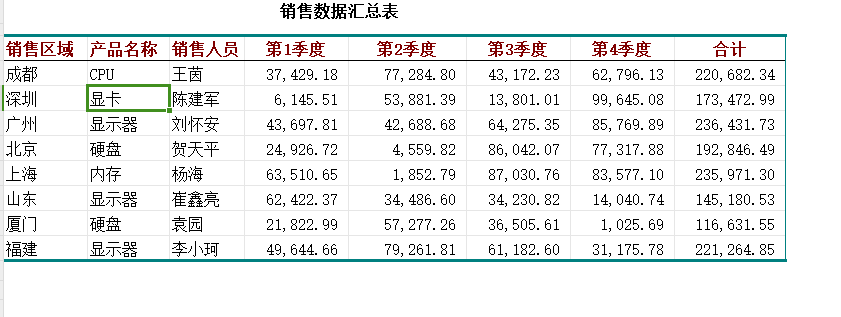 销售数据汇总表
销售区域 产品名称 销售人员 第1季度 第2季度 第3季度 第4季度 合计
成都 CPU 王茵 37,429.18 77,284.80 43,172.23 62,796.13 220,682.34
深圳 显卡 陈建军 6,145.51 53,881.39 13,801.01 99,645.08 173,472.99
广州 显示器 刘怀安 43,697.81 42,688.68 64,275.35 85,769.89 236,431.73
北京 硬盘 贺天平 24,926.72 4,559.82 86,042.07 77,317.88 192,846.49
上海 内存 杨海 63,510.65 1,852.79 87,030.76 83,577.10 235,971.30
山东 显示器 崔鑫亮 62,422.37 34,486.60 34,230.82 14,040.74 145,180.53
厦门 硬盘 袁园 21,822.99 57,277.26 36,505.61 1,025.69 116,631.55
福建 显示器 李小珂 49,644.66 79,261.81 61,182.60 31,175.78 221,264.85